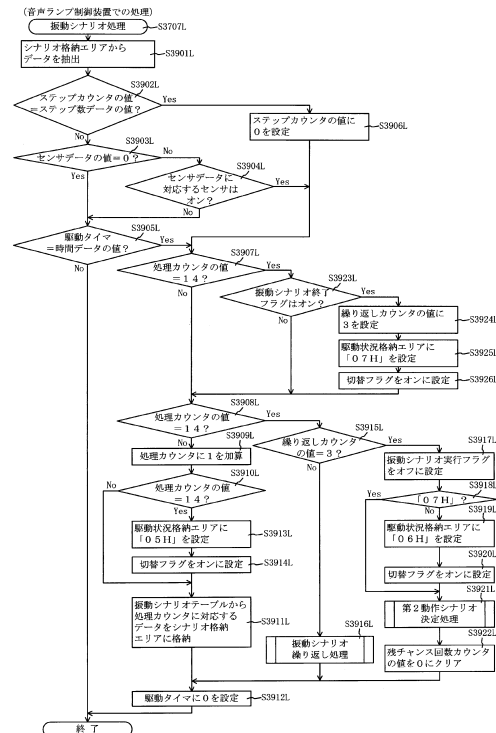 (音声ランプ制御装置での処理)
振動シナリオ処理
S3707L
シナリオ格納エリアから
データを抽出
S3901L
S3902L
ステップカウンタの値
=ステップ数データの値?
Yes
No
ステップカウンタの値に
0を設定
S3906L
S3903L
センサデータの値=0?
No
Yes
S3904L
センサデータに
対応するセンサは
オン?
Yes
No
S3905L
駆動タイマ
=時間データの値?
Yes
No
S3907L
処理カウンタの値
=14?
Yes
No
S3923L
振動シナリオ終了
フラグはオン?
Yes
No
繰り返しカウンタの値に
3を設定
S3924L
駆動状況格納エリアに
「07H」を設定
S3925L
切替フラグをオンに設定
S3926L
S3908L
処理カウンタの値
=14?
Yes
No
S3909L
処理カウンタに1を加算
S3910L
処理カウンタの値
=14?
No
Yes
駆動状況格納エリアに
「05H」を設定
S3913L
切替フラグをオンに設定
S3914L
振動シナリオテーブルから
処理カウンタに対応する
データをシナリオ格納
エリアに格納
S3911L
S3915L
繰り返しカウンタ
の値=3?
Yes
No
S3916L
振動シナリオ
繰り返し処理
S3917L
振動シナリオ実行フラグ
をオフに設定
S3918L
「07H」?
Yes
No
S3919L
駆動状況格納エリアに
「06H」を設定
S3920L
切替フラグをオンに設定
S3921L
第2動作シナリオ
決定処理
S3922L
残チャンス回数カウンタ
の値を0にクリア
駆動タイマに0を設定
S3912L
終了